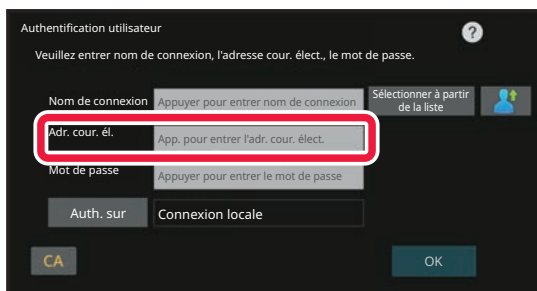 Authentification utilisateur
?
Veuillez entrer nom de connexion, l'adresse cour. élect., le mot de passe.
Nom de connexion Appuyer pour entrer nom de connexion Sélectionner à partir
de la liste
Adr. cour. él. App. pour entrer l'adr. cour. élect.
Mot de passe Appuyer pour entrer le mot de passe
Auth. sur Connexion locale
CA OK